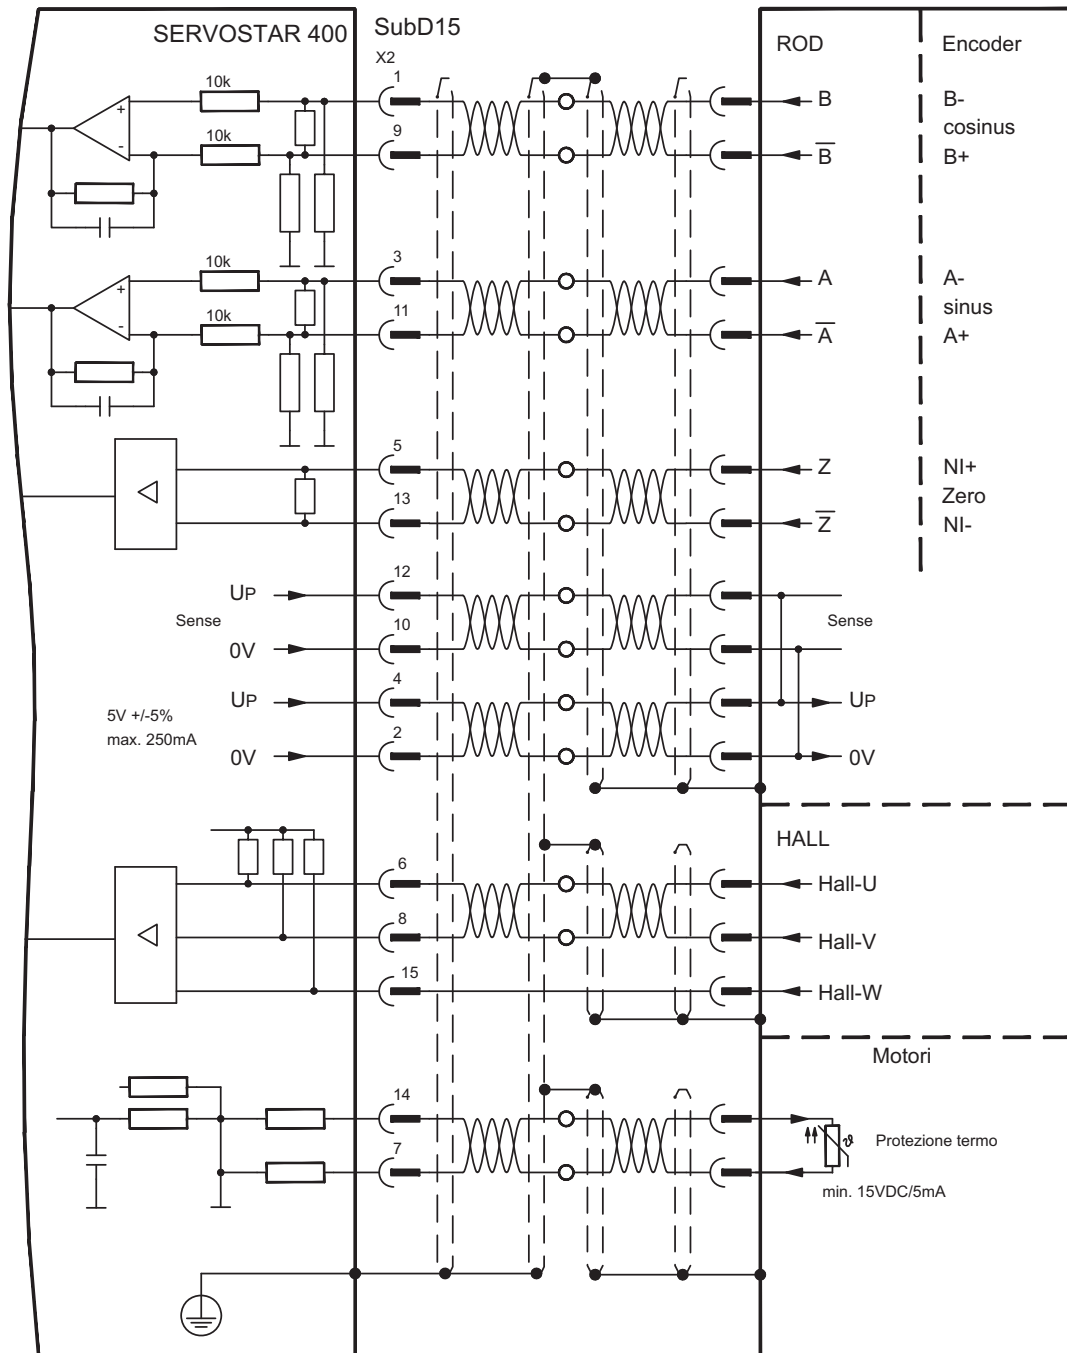 SERVOSTAR 400
SubD15
ROD
Encoder
X2
10k
1
B
B-
cosinus
10k
9
B̅
B+
+
-
10k
3
A
A-
sinus
10k
11
A̅
A+
+
-
5
Z
NI+
Zero
13
Z̅
NI-
UP
12
Sense
Sense
0V
10
UP
4
UP
5V +/-5%
max. 250mA
0V
2
0V
HALL
6
Hall-U
8
Hall-V
15
Hall-W
Motori
14
7
ϑ
Protezione termo
min. 15VDC/5mA